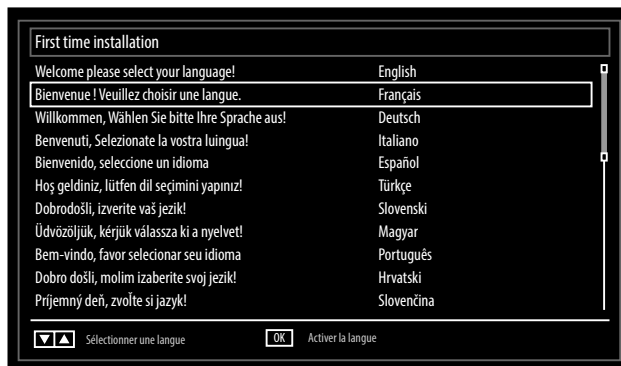 First time installation
Welcome please select your language! English
Bienvenue ! Veuillez choisir une langue. Français
Willkommen, Wählen Sie bitte Ihre Sprache aus! Deutsch
Benvenuti, Selezionate la vostra luingua! Italiano
Bienvenido, seleccione un idioma Español
Hoş geldiniz, lütfen dil seçimini yapınız! Türkçe
Dobrodošli, izverite vaš jezik! Slovenski
Üdvözöljük, kérjük válassza ki a nyelvet! Magyar
Bem-vindo, favor selecionar seu idioma Português
Dobro došli, molim izaberite svoj jezik! Hrvatski
Príjemný deň, zvoľte si jazyk! Slovenčina
▼▲ Sélectionner une langue OK Activer la langue